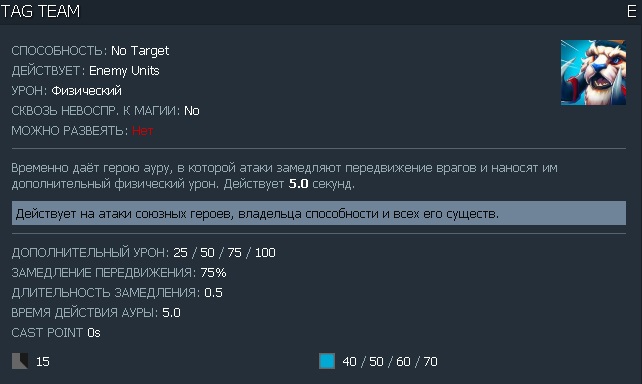 TAG TEAM
E
СПОСОБНОСТЬ: No Target
ДЕЙСТВУЕТ: Enemy Units
УРОН: Физический
СКВОЗЬ НЕВОСПР. К МАГИИ: No
МОЖНО РАЗВЕЯТЬ: Нет
Временно даёт герою ауру, в которой атаки замедляют передвижение врагов и наносят им
дополнительный физический урон. Действует 5.0 секунд.
Действует на атаки союзных героев, владельца способности и всех его существ.
ДОПОЛНИТЕЛЬНЫЙ УРОН: 25 / 50 / 75 / 100
ЗАМЕДЛЕНИЕ ПЕРЕДВИЖЕНИЯ: 75%
ДЛИТЕЛЬНОСТЬ ЗАМЕДЛЕНИЯ: 0.5
ВРЕМЯ ДЕЙСТВИЯ АУРЫ: 5.0
CAST POINT 0s
15
40 / 50 / 60 / 70